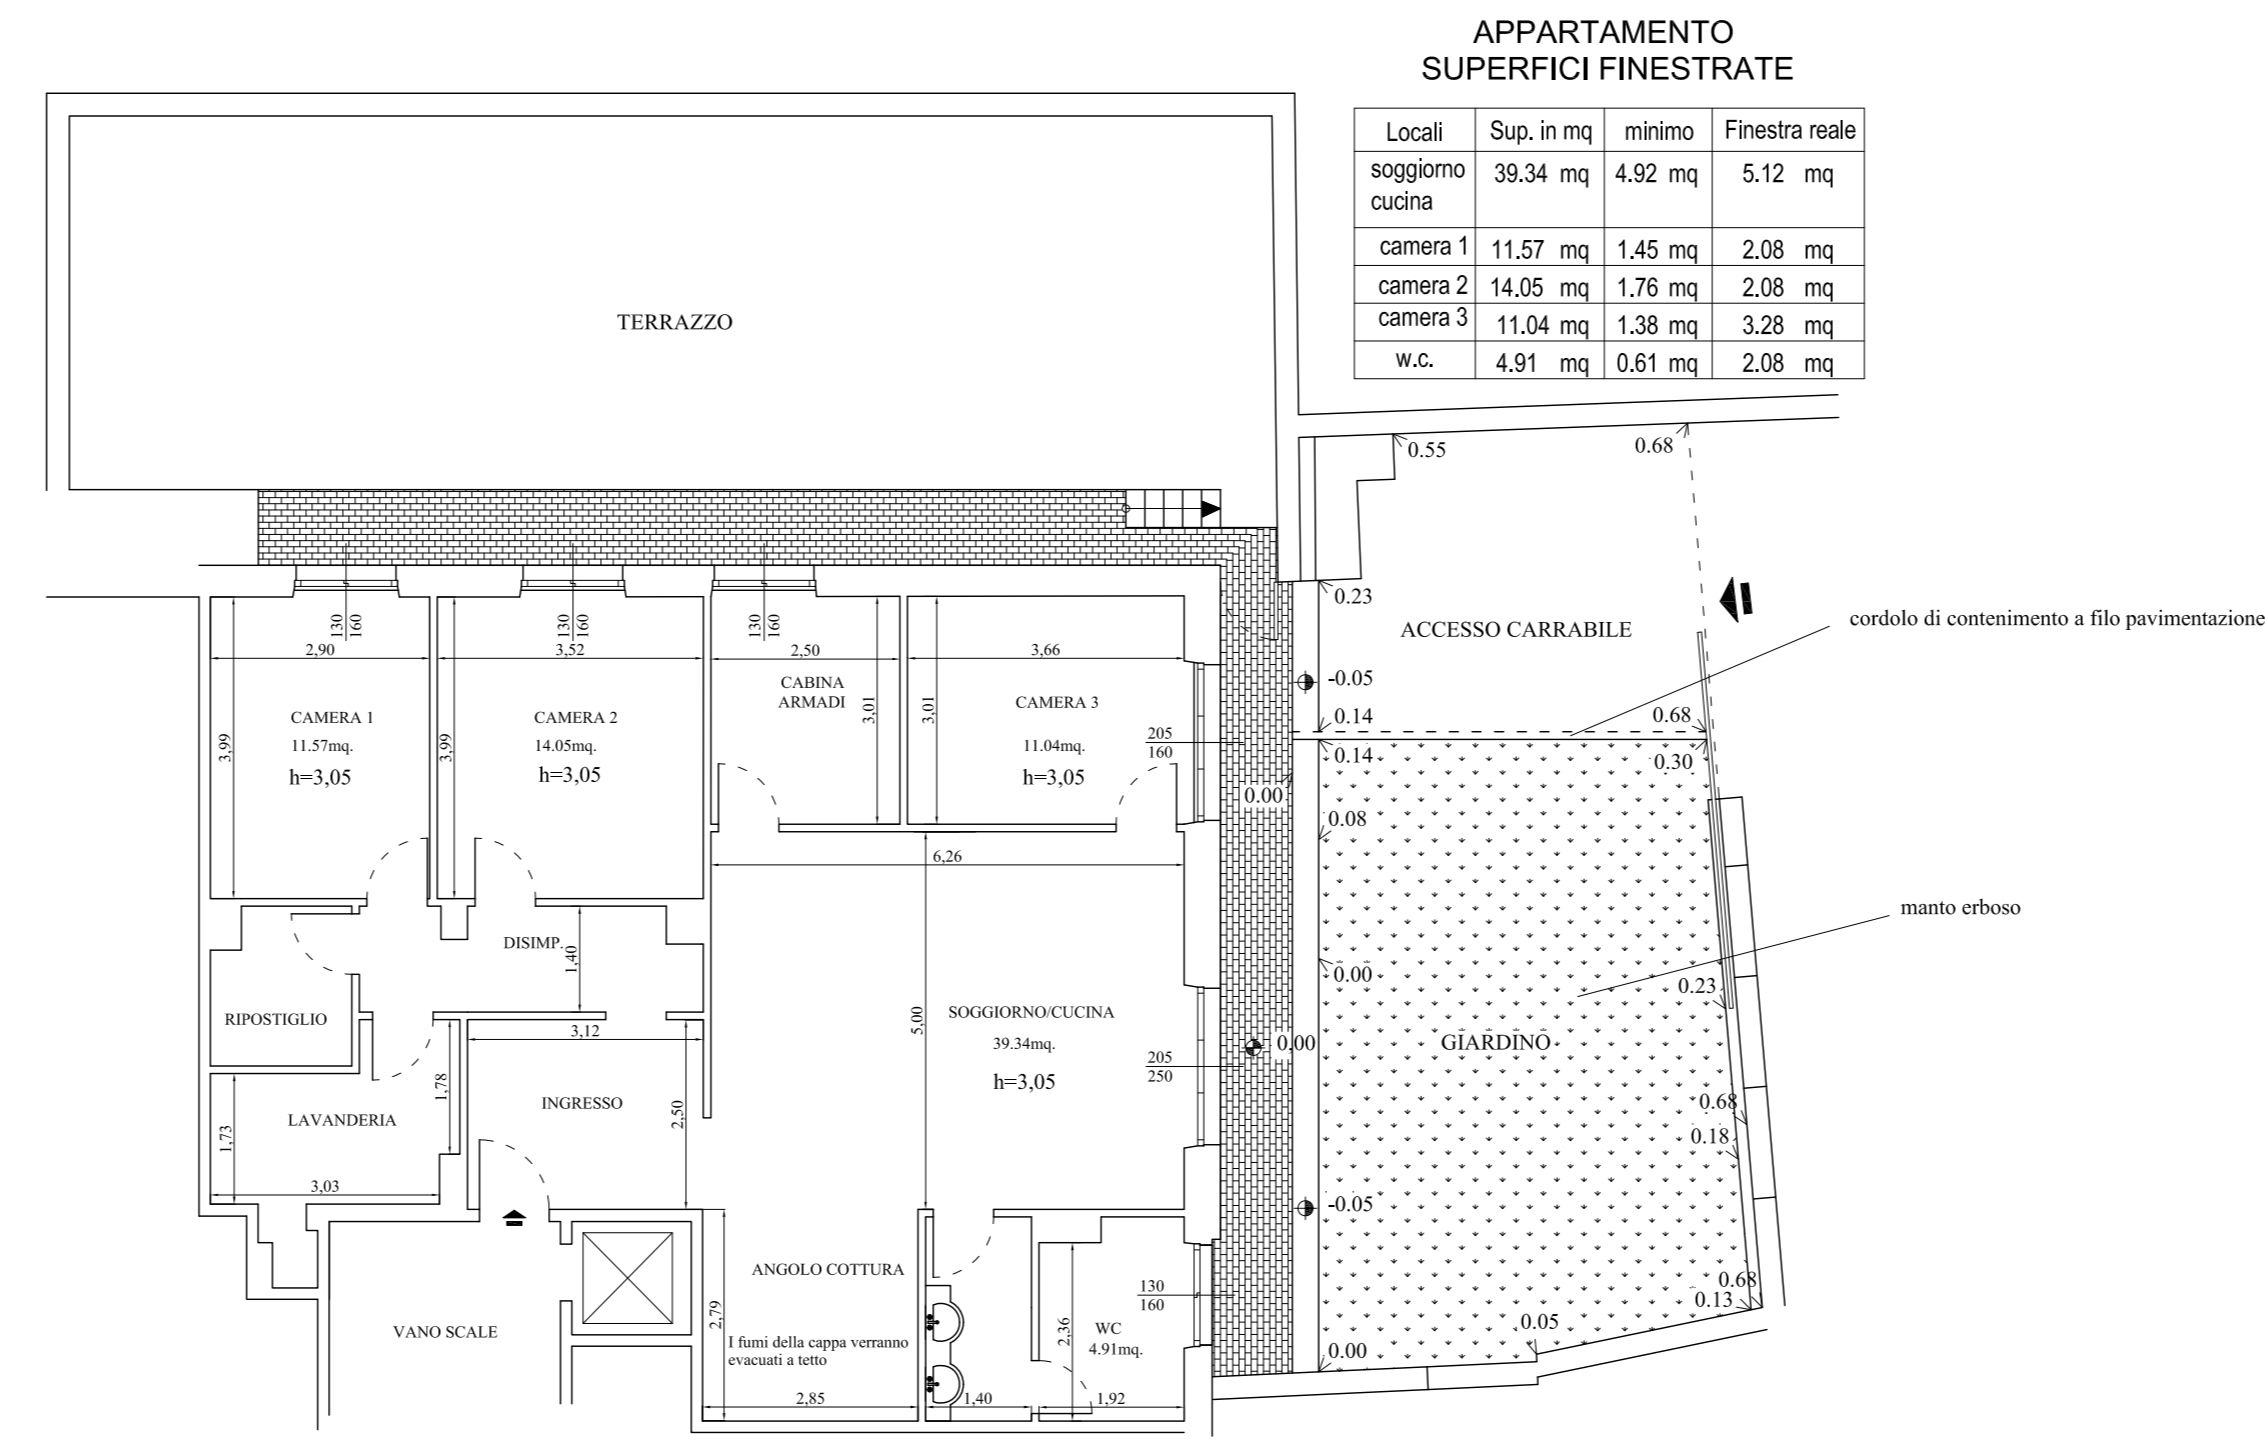 APPARTAMENTO
SUPERFICI FINESTRATE
Locali Sup. in mq minimo Finestra reale
soggiorno cucina 39.34 mq 4.92 mq 5.12 mq
camera 1 11.57 mq 1.45 mq 2.08 mq
camera 2 14.05 mq 1.76 mq 2.08 mq
camera 3 11.04 mq 1.38 mq 3.28 mq
w.c. 4.91 mq 0.61 mq 2.08 mq
TERRAZZO
0.55
0.68
0.23
ACCESSO CARRABILE
cordolo di contenimento a filo pavimentazione
-0.05
0.14
0.68
130
160
130
160
130
160
2,90
3,52
2,50
3,66
3,99
CAMERA 1
11.57mq.
h=3,05
3,99
CAMERA 2
14.05mq.
h=3,05
CABINA
ARMADI
3,01
3,01
CAMERA 3
11.04mq.
h=3,05
205
160
0.14
0.30
0.00
0.08
6,26
manto erboso
DISIMP.
1,40
0.00
0.23
RIPOSTIGLIO
3,12
5,00
SOGGIORNO/CUCINA
39.34mq.
h=3,05
205
250
0,00
GIARDINO
1,78
INGRESSO
2,50
LAVANDERIA
1,73
3,03
0.68
0.18
-0.05
ANGOLO COTTURA
130
160
0.68
0.13
0.05
0.00
VANO SCALE
2,79
I fumi della cappa verranno
evacuati a tetto
2,36
WC
4.91mq.
2,85
1,40
1,92